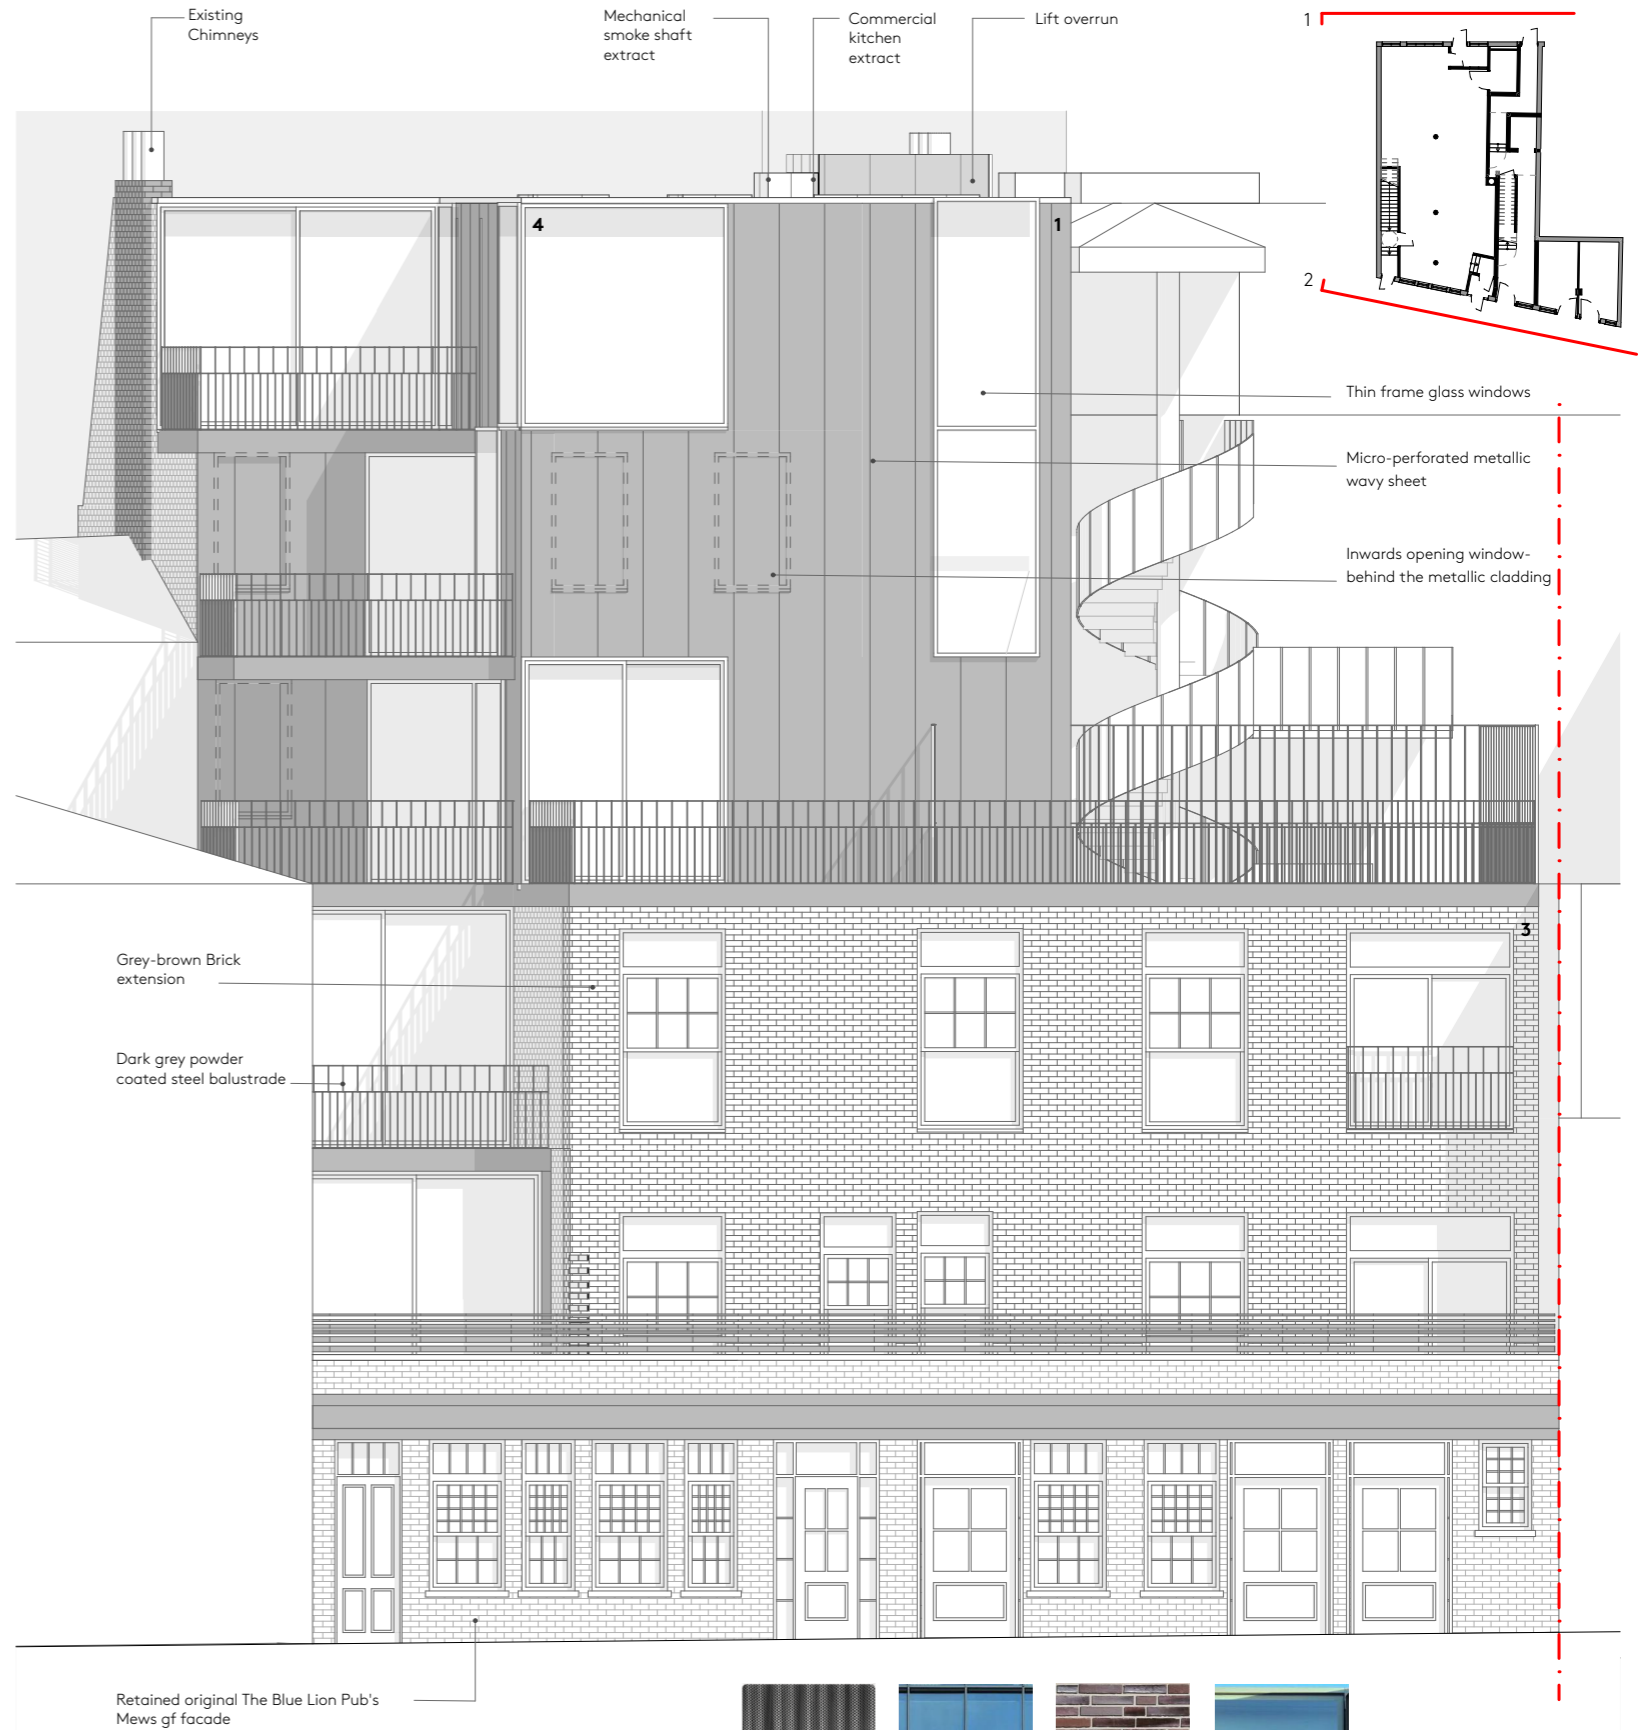 Existing
Chimneys
Mechanical
smoke shaft
extract
Commercial
kitchen
extract
Lift overrun
1
2
4
1
Thin frame glass windows
Micro-perforated metallic
wavy sheet
Inwards opening window-
behind the metallic cladding
3
Grey-brown Brick
extension
Dark grey powder
coated steel balustrade
Retained original The Blue Lion Pub's
Mews gf facade